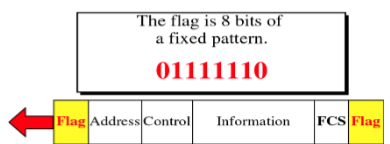 The flag is 8 bits of
a fixed pattern.
01111110
Flag Address Control Information FCS Flag